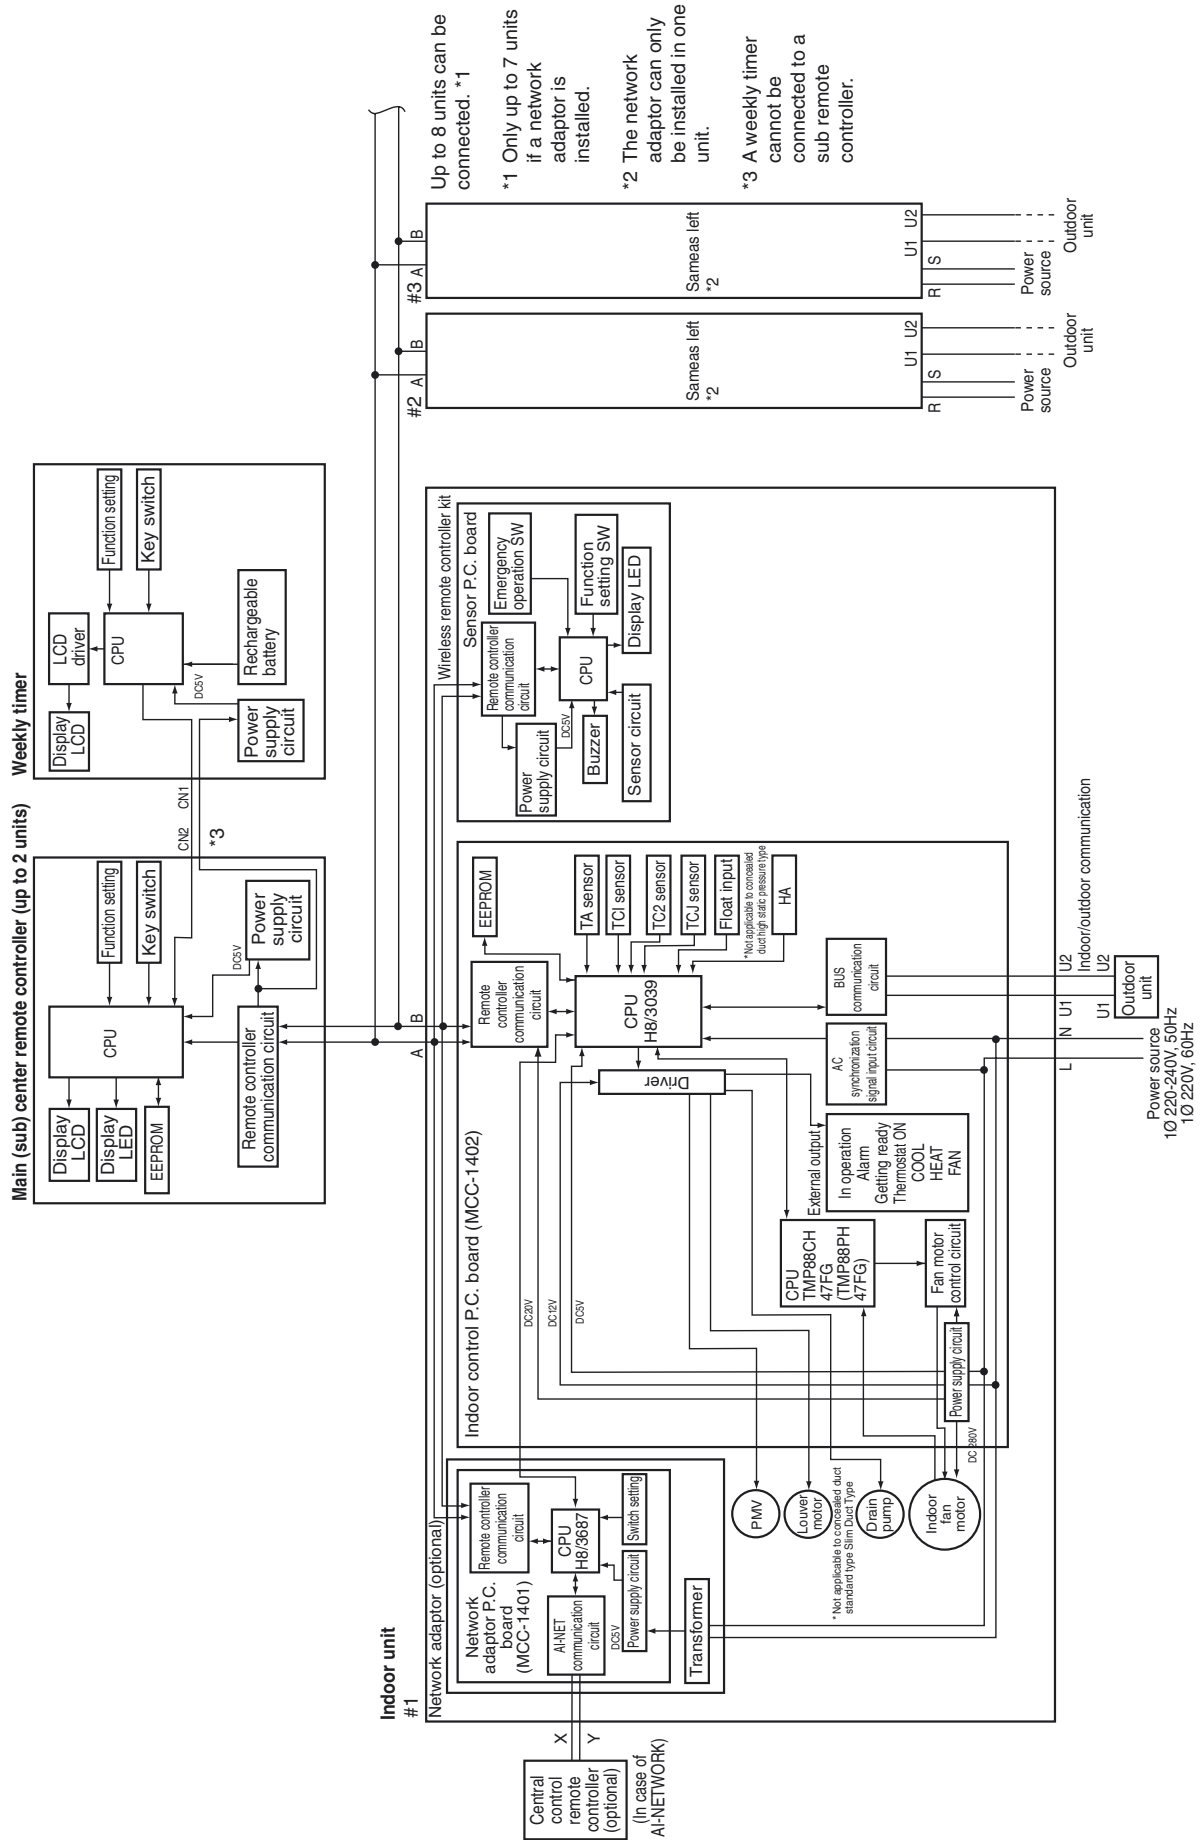 Main (sub) center remote controller (up to 2 units)
Display
LCD
Display
LED
EEPROM
CPU
Function setting
Key switch
Remote controller
communication circuit
DC5V
Power
supply
circuit
CN2
CN1
*3
Weekly timer
Display
LCD
LCD
driver
CPU
Function setting
Key switch
DC5V
Power
supply
circuit
Rechargeable
battery
Up to 8 units can be
connected. *1
*1 Only up to 7 units
if a network
adaptor is
installed.
*2 The network
adaptor can only
be installed in one
unit.
*3 A weekly timer
cannot be
connected to a
sub remote
controller.
Indoor unit
#1
A
B
Network adaptor (optional)
Network
adaptor P.C.
board
(MCC-1401)
Remote controller
communication
circuit
CPU
H8/3687
AI-NET
communication
circuit
Switch setting
DC5V
Power supply circuit
Transformer
X
Y
Central
control
remote
controller
(optional)
(In case of
AI-NETWORK)
Indoor control P.C. board (MCC-1402)
DC20V
DC12V
DC5V
Remote
controller
communication
circuit
EEPROM
CPU
H8/3039
TA sensor
TCI sensor
TC2 sensor
TCJ sensor
Float input
*Not applicable to concealed
duct high static pressure type
HA
Driver
AC
synchronization
signal input circuit
BUS
communication
circuit
External output
In operation
Alarm
Getting ready
Thermostat ON
COOL
HEAT
FAN
CPU
TMP88CH
47FG
(TMP88PH
47FG)
Fan motor
control circuit
Power supply circuit
DC 280V
PMV
Louver
motor
* Not applicable to concealed duct
standard type Slim Duct Type
Drain
pump
Indoor
fan
motor
Wireless remote controller kit
Sensor P.C. board
Remote controller
communication
circuit
Emergency
operation SW
Power
supply circuit
DC5V
CPU
Function
setting SW
Display LED
Buzzer
Sensor circuit
L
N
U1
U2
Indoor/outdoor communication
U1
U2
Outdoor
unit
Power source
1Ø 220-240V, 50Hz
1Ø 220V, 60Hz
#2
A
B
Sameas left
*2
R
S
U1
U2
Power
source
Outdoor
unit
#3
A
B
Sameas left
*2
R
S
U1
U2
Power
source
Outdoor
unit